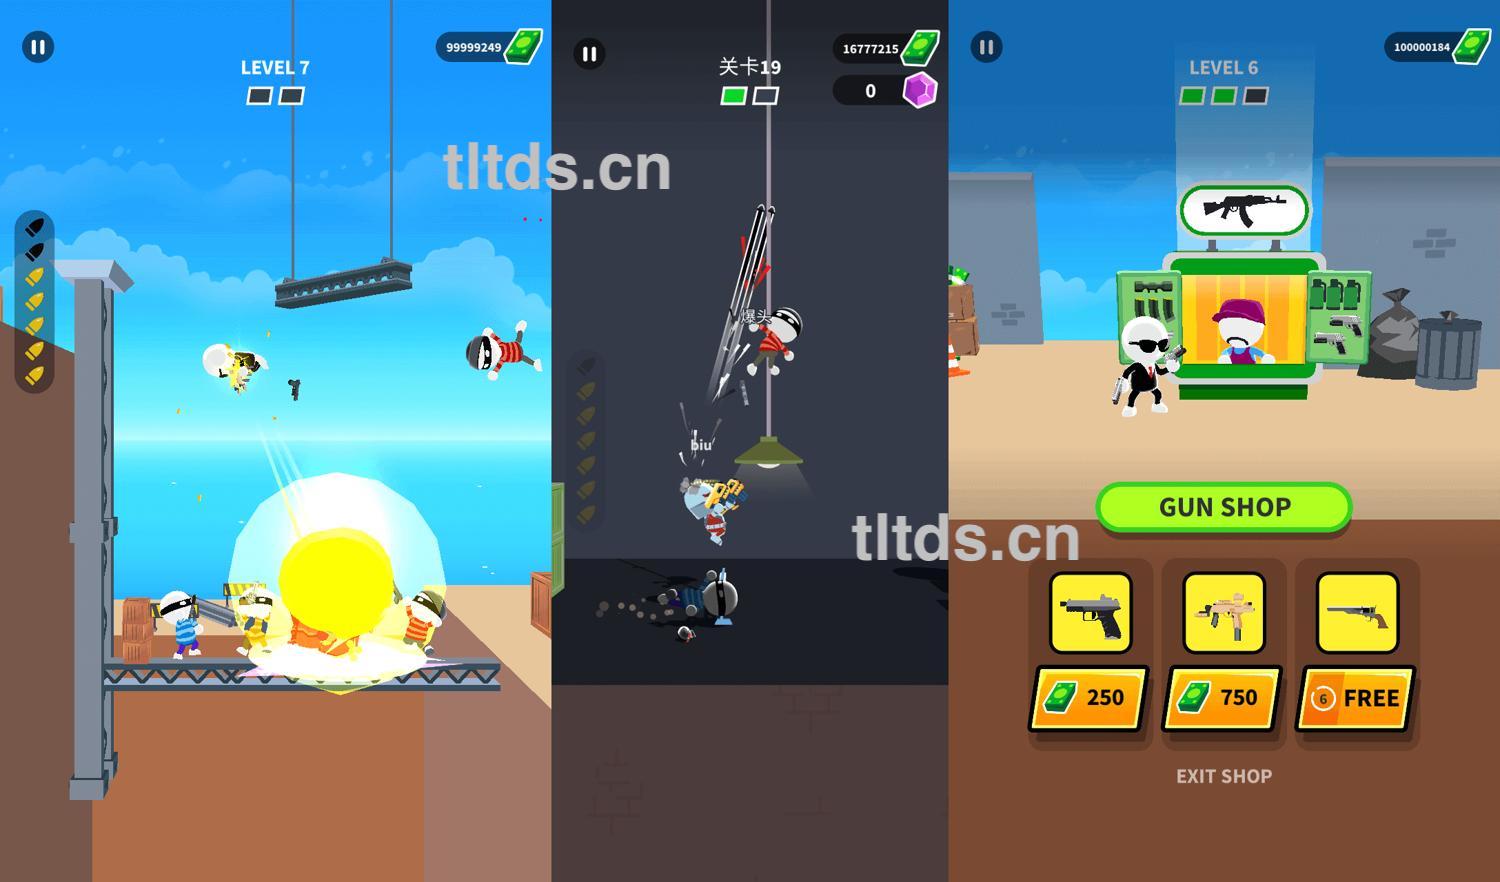 99999249
LEVEL 7
16777215
关卡19
0
爆头
biu
100000184
LEVEL 6
GUN SHOP
250
750
6
FREE
EXIT SHOP
tltds.cn
tltds.cn